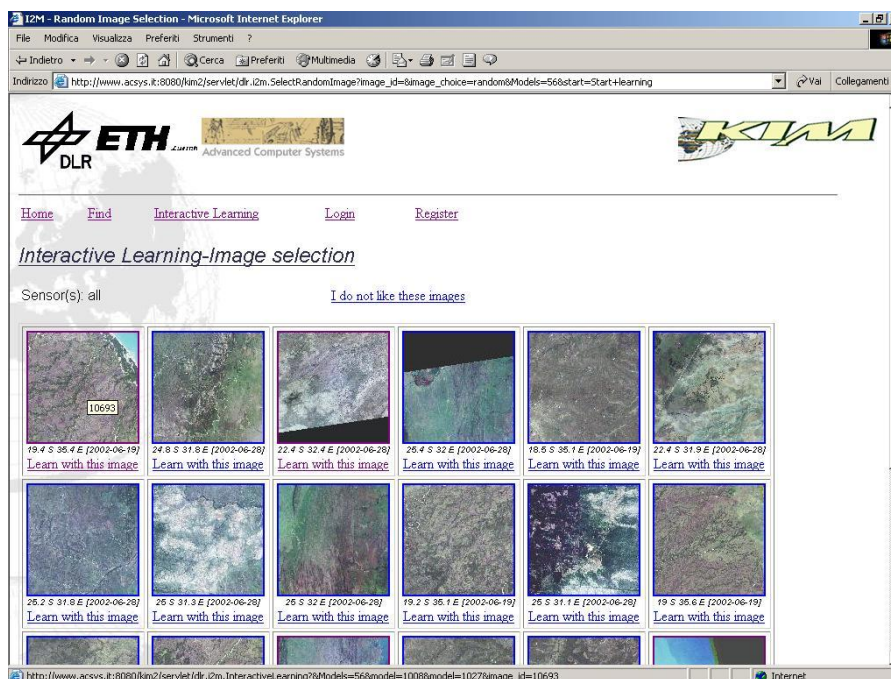 I2M - Random Image Selection - Microsoft Internet Explorer
File Modifica Visualizza Preferiti Strumenti ?
Indietro Cerca Preferiti Multimedia
Indirizzo http://www.acsys.it:8080/kim2/servlet/dlr.i2m.SelectRandomImage?image_id=&image_choice=random&Models=56&start=Start+learning Vai Collegamenti
DLR ETH Advanced Computer Systems KIM
Home Find Interactive Learning Login Register
Interactive Learning-Image selection
Sensor(s): all I do not like these images
10693
19.4 S 35.4 E [2002-06-19] 24.8 S 31.8 E [2002-06-28] 22.4 S 32.4 E [2002-06-28] 25.4 S 32 E [2002-06-28] 18.5 S 35.1 E [2002-06-19] 22.4 S 31.9 E [2002-06-28]
Learn with this image Learn with this image Learn with this image Learn with this image Learn with this image Learn with this image
25.2 S 31.8 E [2002-06-28] 25 S 31.3 E [2002-06-28] 25 S 32 E [2002-06-28] 19.2 S 35.1 E [2002-06-19] 25 S 31.1 E [2002-06-28] 19 S 35.6 E [2002-06-19]
Learn with this image Learn with this image Learn with this image Learn with this image Learn with this image Learn with this image
http://www.acsys.it:8080/kim2/servlet/dlr.i2m.InteractiveLearning?&Models=56&model=1008&model=1027&image_id=10693 Internet